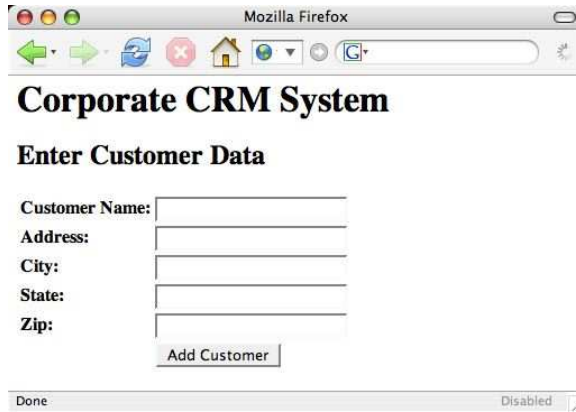 Mozilla Firefox
G
Corporate CRM System
Enter Customer Data
Customer Name:
Address:
City:
State:
Zip:
Add Customer
Done Disabled